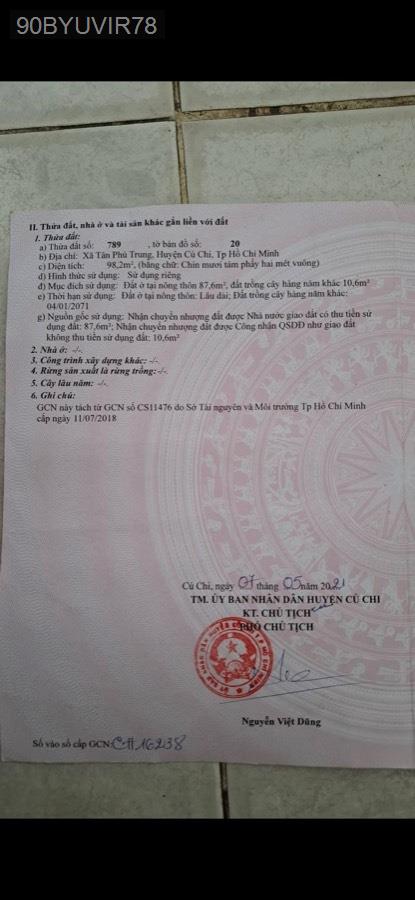 90BYUVIR78
II. Thửa đất, nhà ở và tài sản khác gắn liền với đất
1. Thửa đất:
a) Thửa đất số: 789 , tờ bản đồ số: 20
b) Địa chỉ: Xã Tân Phú Trung, Huyện Củ Chi, Tp Hồ Chí Minh
c) Diện tích: 98,2m², (bằng chữ: Chín mươi tám phẩy hai mét vuông)
d) Hình thức sử dụng: Sử dụng riêng
đ) Mục đích sử dụng: Đất ở tại nông thôn 87,6m², đất trồng cây hàng năm khác 10,6m²
e) Thời hạn sử dụng: Đất ở tại nông thôn: Lâu dài; Đất trồng cây hàng năm khác:
04/01/2071
g) Nguồn gốc sử dụng: Nhận chuyển nhượng đất được Nhà nước giao đất có thu tiền sử
dụng đất: 87,6m²; Nhận chuyển nhượng đất được Công nhận QSDĐ như giao đất
không thu tiền sử dụng đất: 10,6m²
2. Nhà ở: -/-.
3. Công trình xây dựng khác: -/-.
4. Rừng sản xuất là rừng trồng: -/-.
5. Cây lâu năm: -/-.
6. Ghi chú:
GCN này tách từ GCN số CS11476 do Sở Tài nguyên và Môi trường Tp Hồ Chí Minh
cấp ngày 11/07/2018
Củ Chi, ngày 07 tháng 05 năm 2021
TM. ỦY BAN NHÂN DÂN HUYỆN CỦ CHI
KT. CHỦ TỊCH
PHÓ CHỦ TỊCH
Nguyễn Việt Dũng
Số vào sổ cấp GCN: CH16238